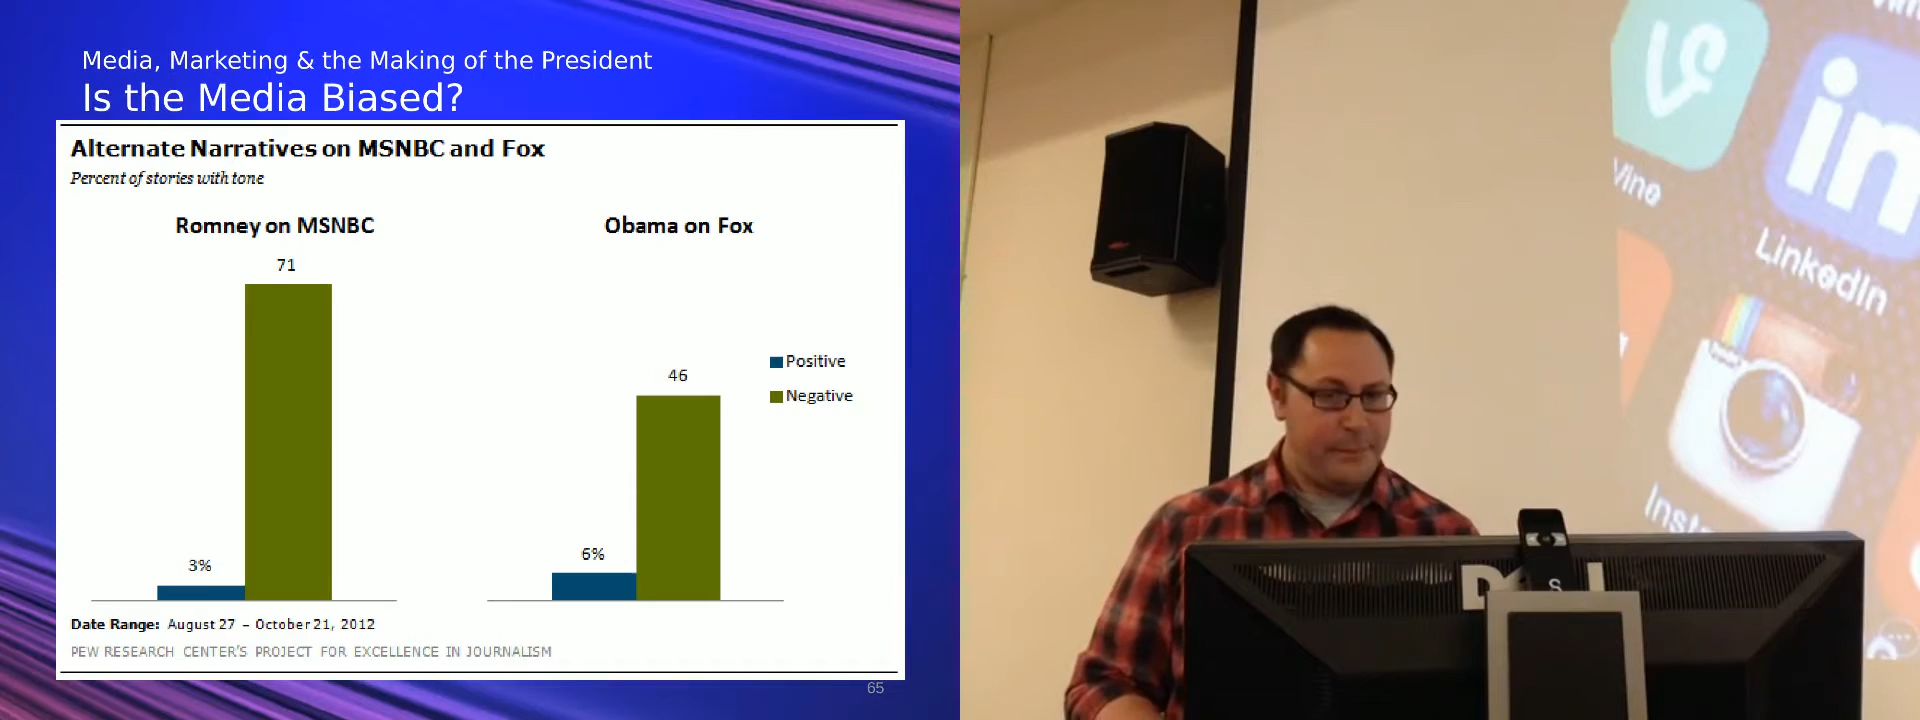 Media, Marketing & the Making of the President
Is the Media Biased?
Alternate Narratives on MSNBC and Fox
Percent of stories with tone
Romney on MSNBC
Obama on Fox
71
46
3%
6%
Positive
Negative
Date Range: August 27 – October 21, 2012
PEW RESEARCH CENTER'S PROJECT FOR EXCELLENCE IN JOURNALISM
65
Vine
in
LinkedIn
S